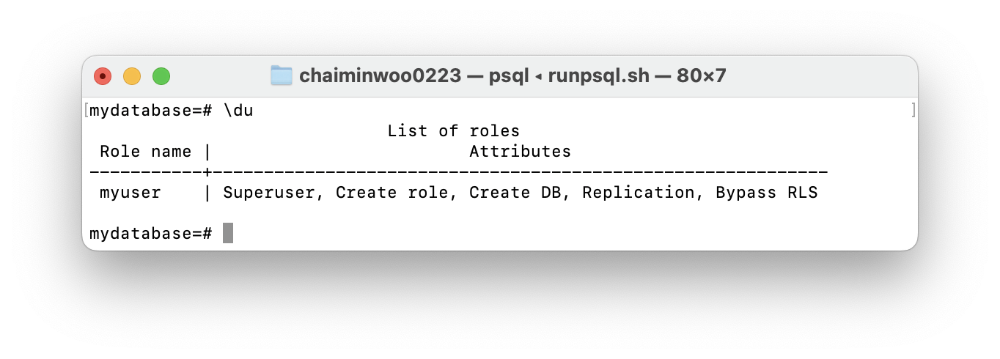 chaiminwoo0223 — psql ◂ runpsql.sh — 80×7
[mydatabase=# \du ]
List of roles
Role name | Attributes
-----------+------------------------------------------------------------
myuser | Superuser, Create role, Create DB, Replication, Bypass RLS
mydatabase=#